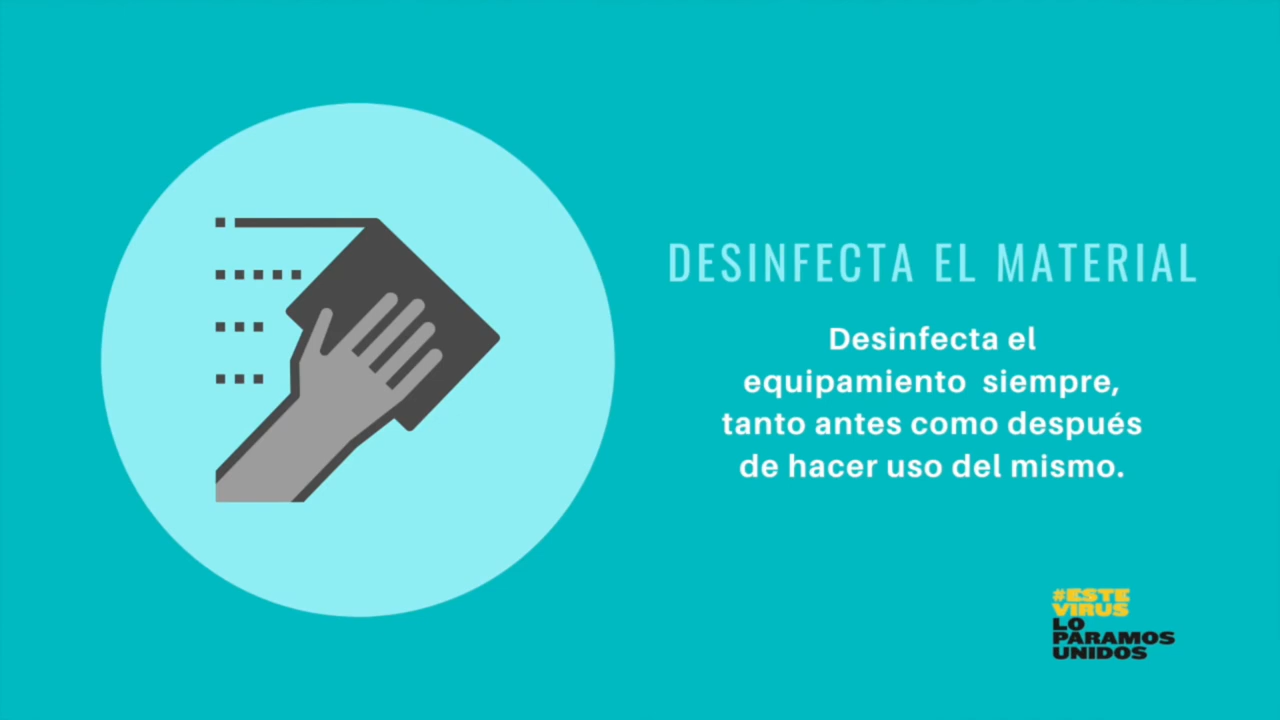 DESINFECTA EL MATERIAL
Desinfecta el
equipamiento siempre,
tanto antes como después
de hacer uso del mismo.
#ESTE
VIRUS
LO
PARAMOS
UNIDOS